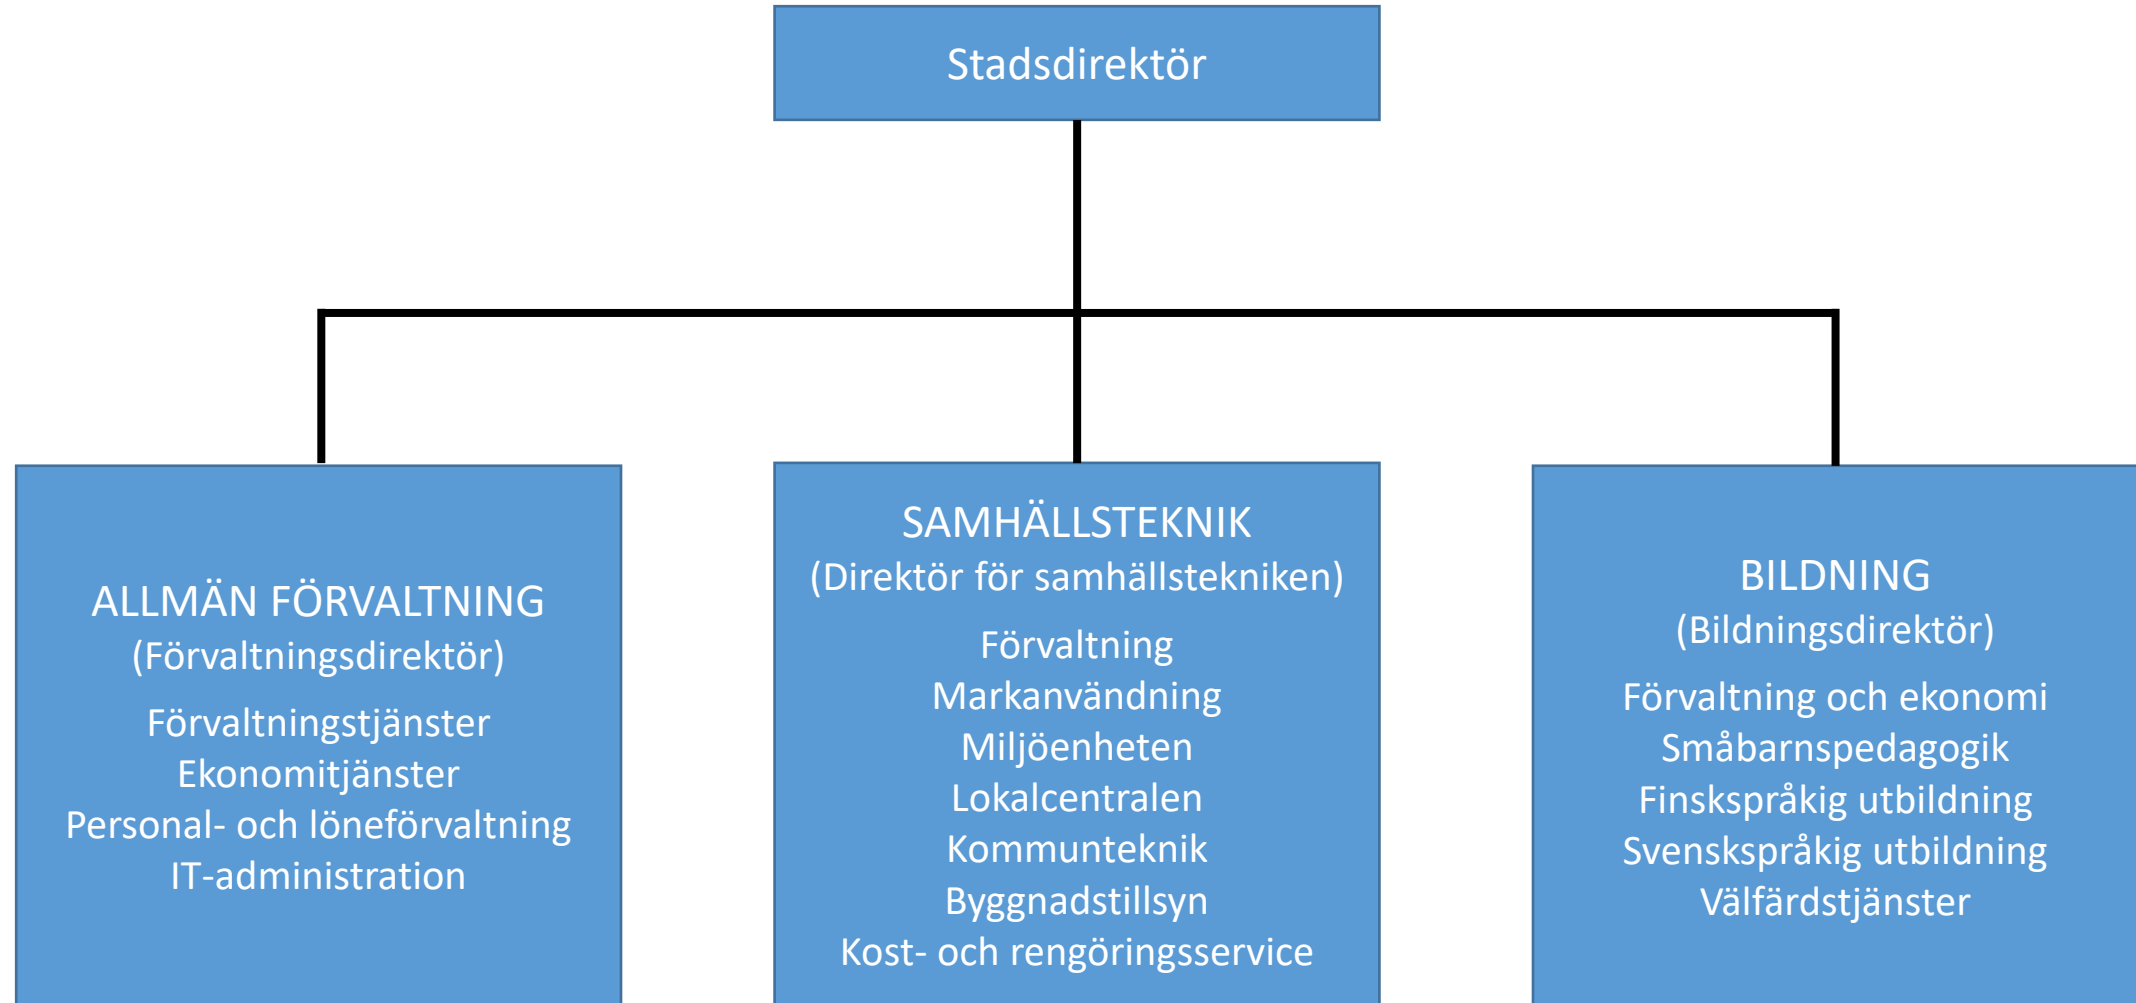 Stadsdirektör
ALLMÄN FÖRVALTNING
(Förvaltningsdirektör)
Förvaltningstjänster
Ekonomitjänster
Personal- och löneförvaltning
IT-administration
SAMHÄLLSTEKNIK
(Direktör för samhällstekniken)
Förvaltning
Markanvändning
Miljöenheten
Lokalcentralen
Kommunteknik
Byggnadstillsyn
Kost- och rengöringsservice
BILDNING
(Bildningsdirektör)
Förvaltning och ekonomi
Småbarnspedagogik
Finskspråkig utbildning
Svenskspråkig utbildning
Välfärdstjänster